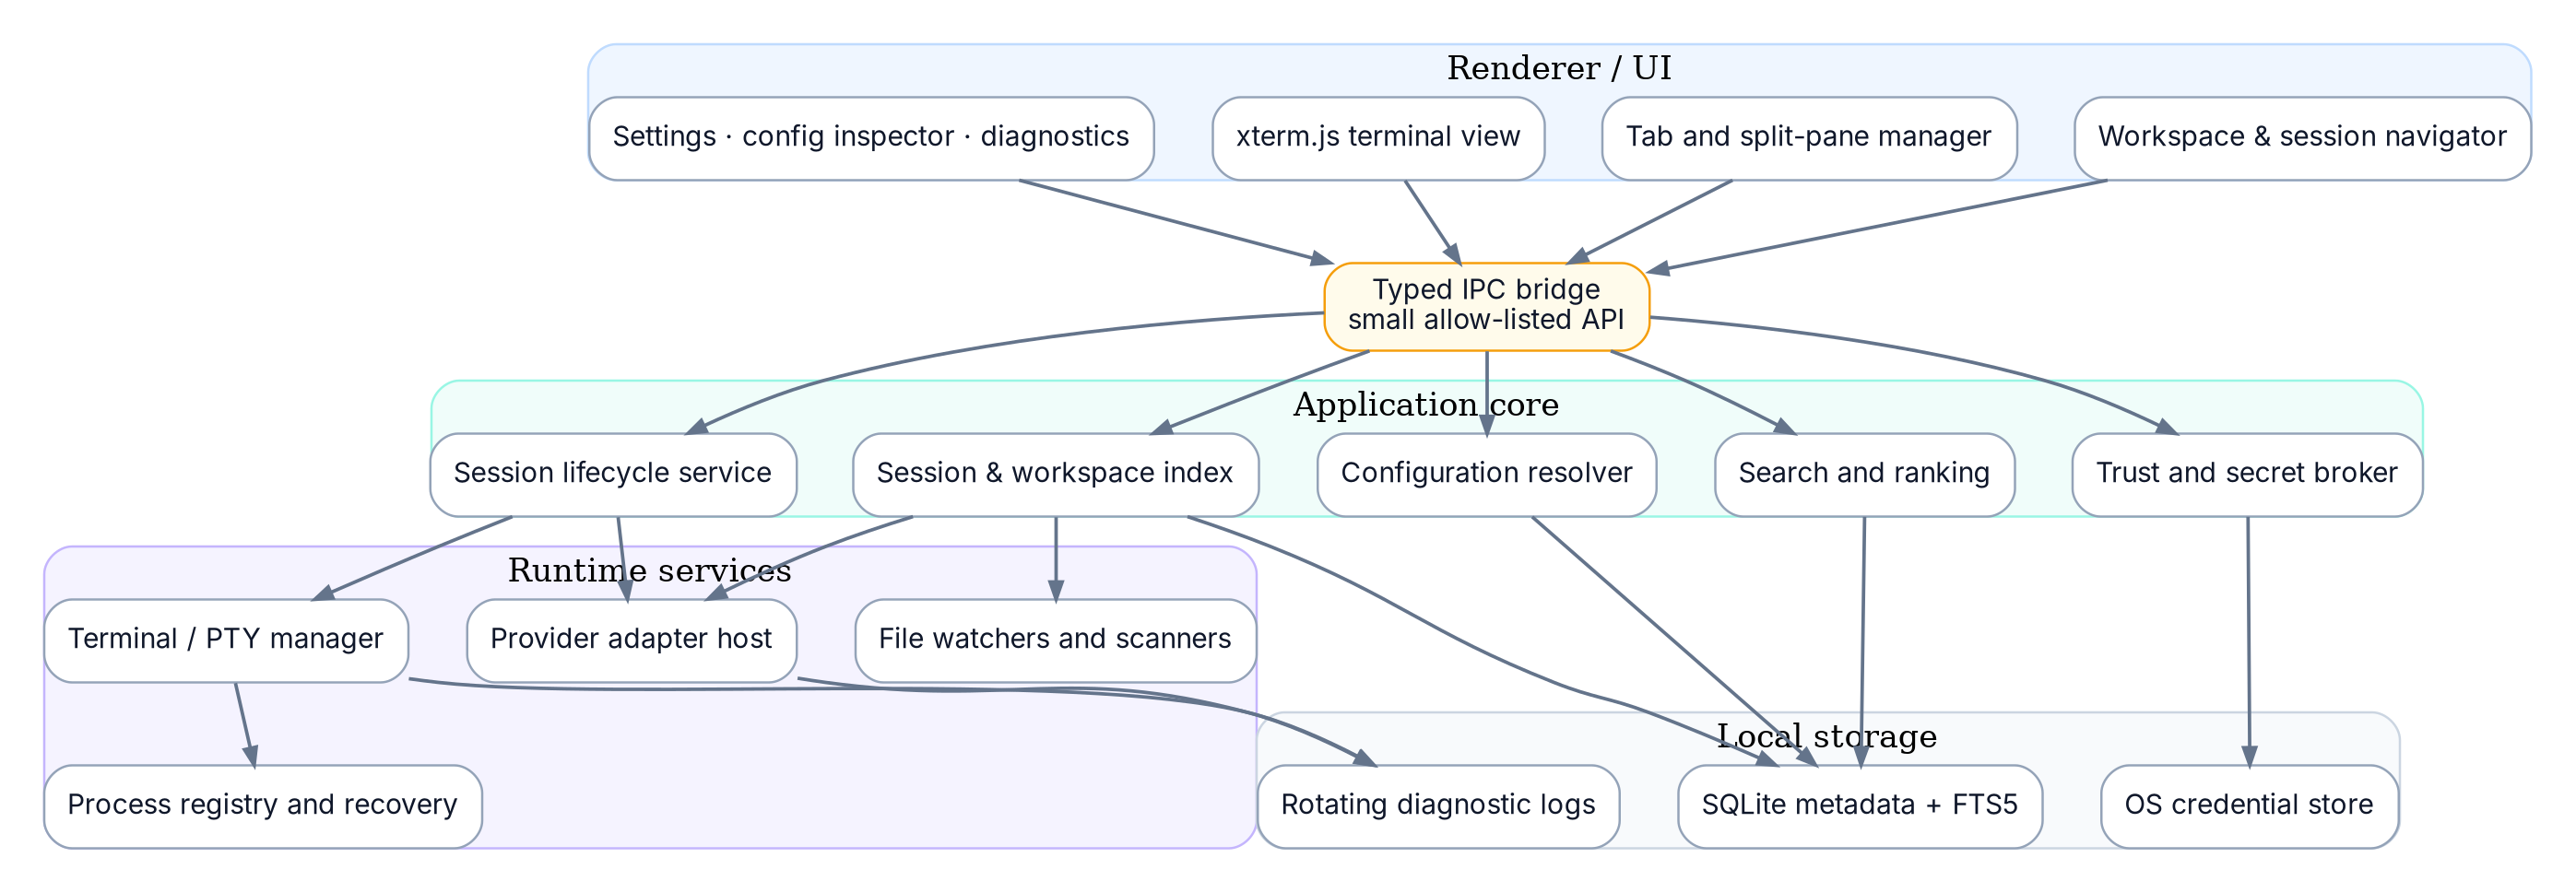 Renderer / UI
Settings · config inspector · diagnostics
xterm.js terminal view
Tab and split-pane manager
Workspace & session navigator
Typed IPC bridge
small allow-listed API
Application core
Session lifecycle service
Session & workspace index
Configuration resolver
Search and ranking
Trust and secret broker
Runtime services
Terminal / PTY manager
Provider adapter host
File watchers and scanners
Local storage
Process registry and recovery
Rotating diagnostic logs
SQLite metadata + FTS5
OS credential store